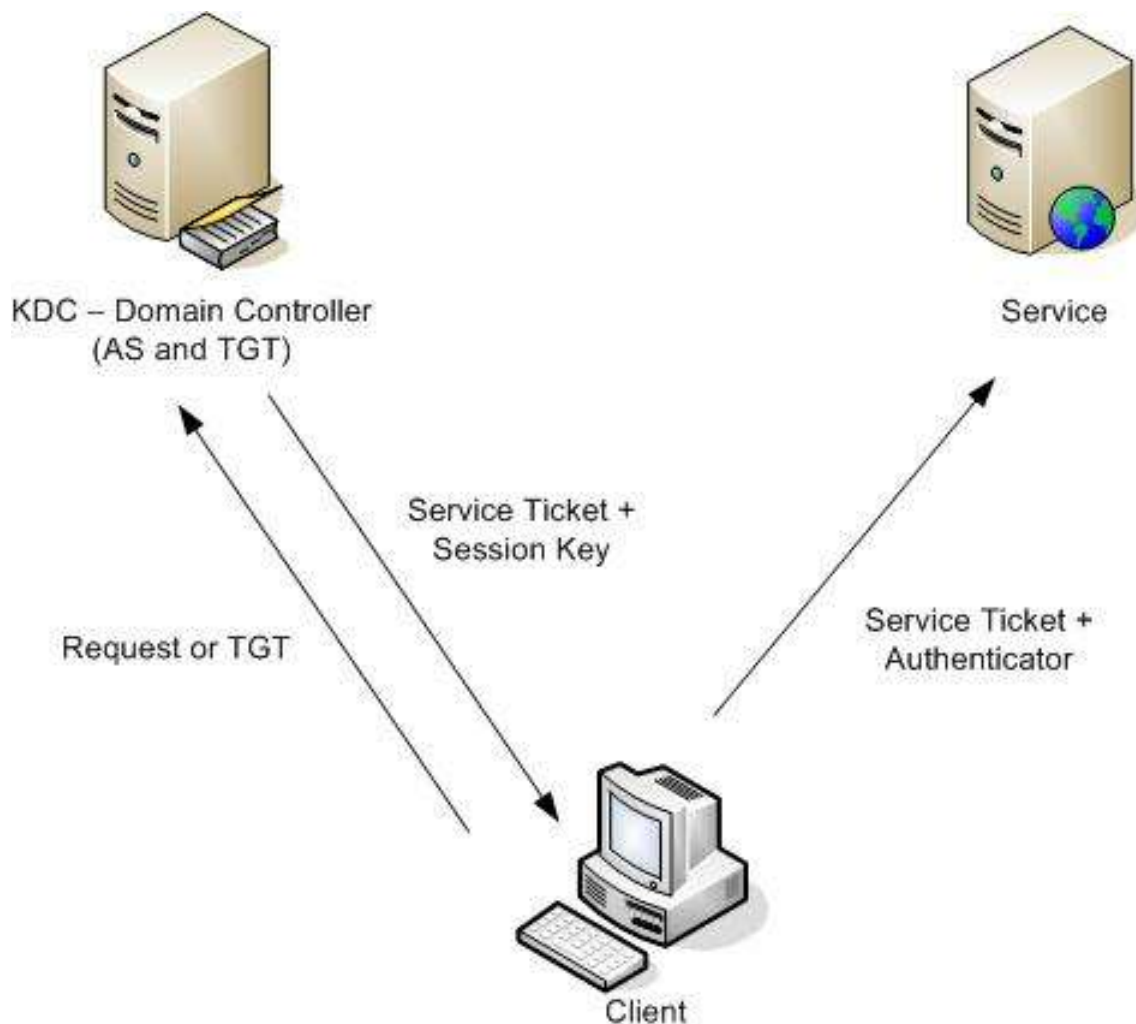 KDC – Domain Controller
(AS and TGT)
Service
Service Ticket +
Session Key
Request or TGT
Service Ticket +
Authenticator
Client